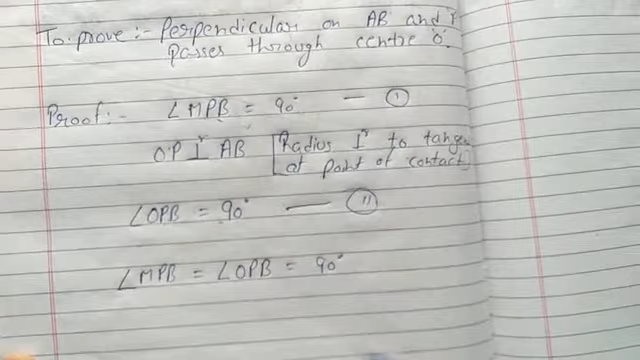 To prove :- Perpendicular on AB and P
passes through centre 'O'.
Proof :- ∠MPB = 90° — (I)
OP ⊥ʳ AB [Radius ⊥ʳ to tangen
at point of contact]
∠OPB = 90° — (II)
∠MPB = ∠OPB = 90°